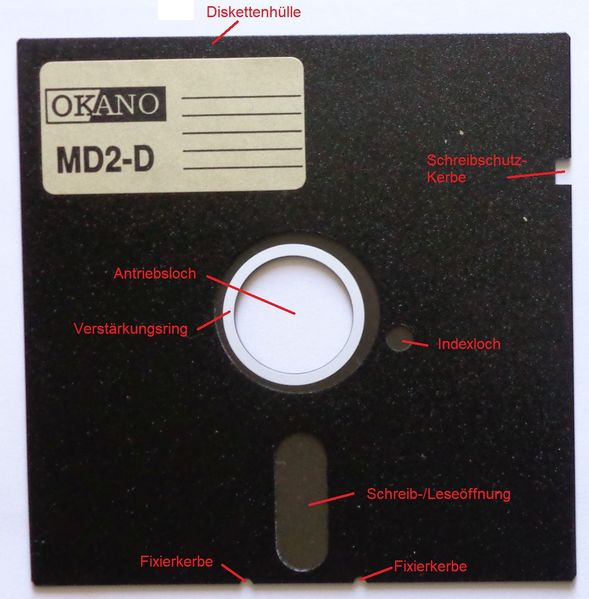 Diskettenhülle
OKANO
MD2-D
Schreibschutz-
Kerbe
Antriebsloch
Verstärkungsring
Indexloch
Schreib-/Leseöffnung
Fixierkerbe
Fixierkerbe